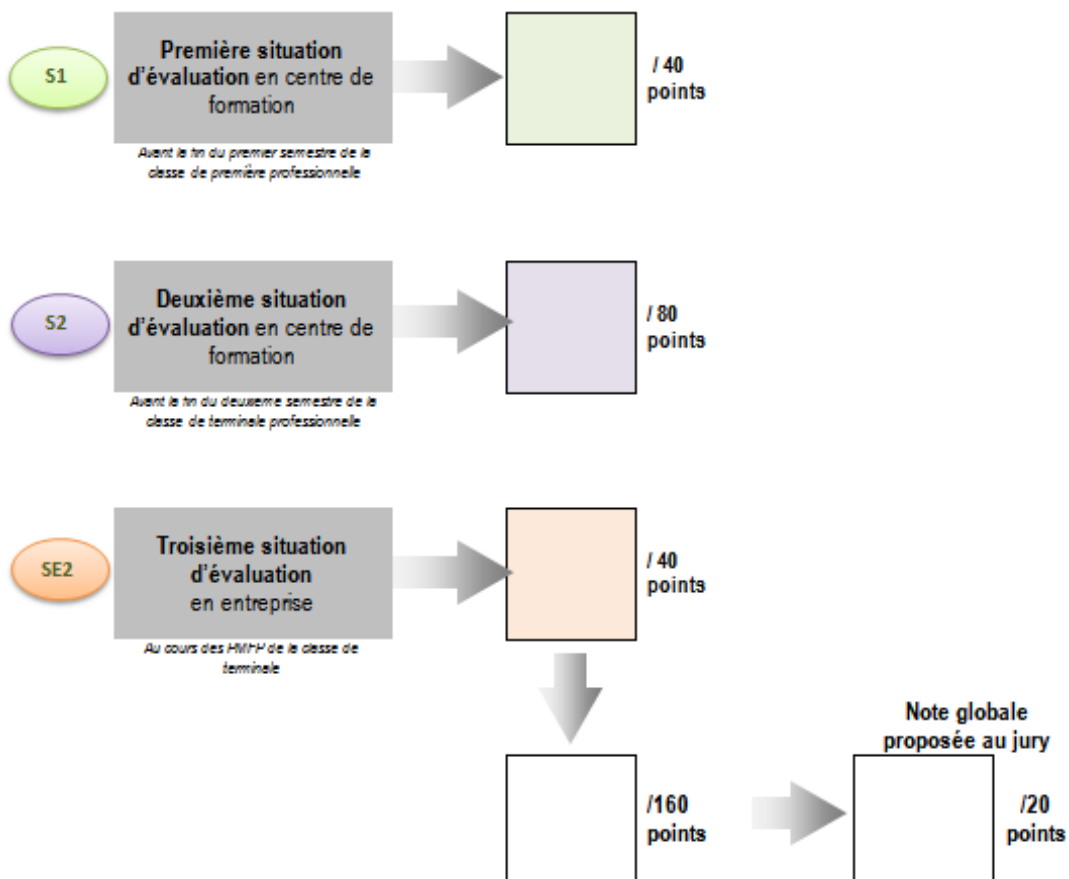 S1
Première situation
d'évaluation en centre de
formation
/ 40
points
Avant la fin du premier semestre de la
classe de première professionnelle
S2
Deuxième situation
d'évaluation en centre de
formation
/ 80
points
Avant la fin du deuxième semestre de la
classe de terminale professionnelle
SE2
Troisième situation
d'évaluation
en entreprise
/ 40
points
Au cours des PMFP de la classe de
terminale
Note globale
proposée au jury
/160
points
/20
points